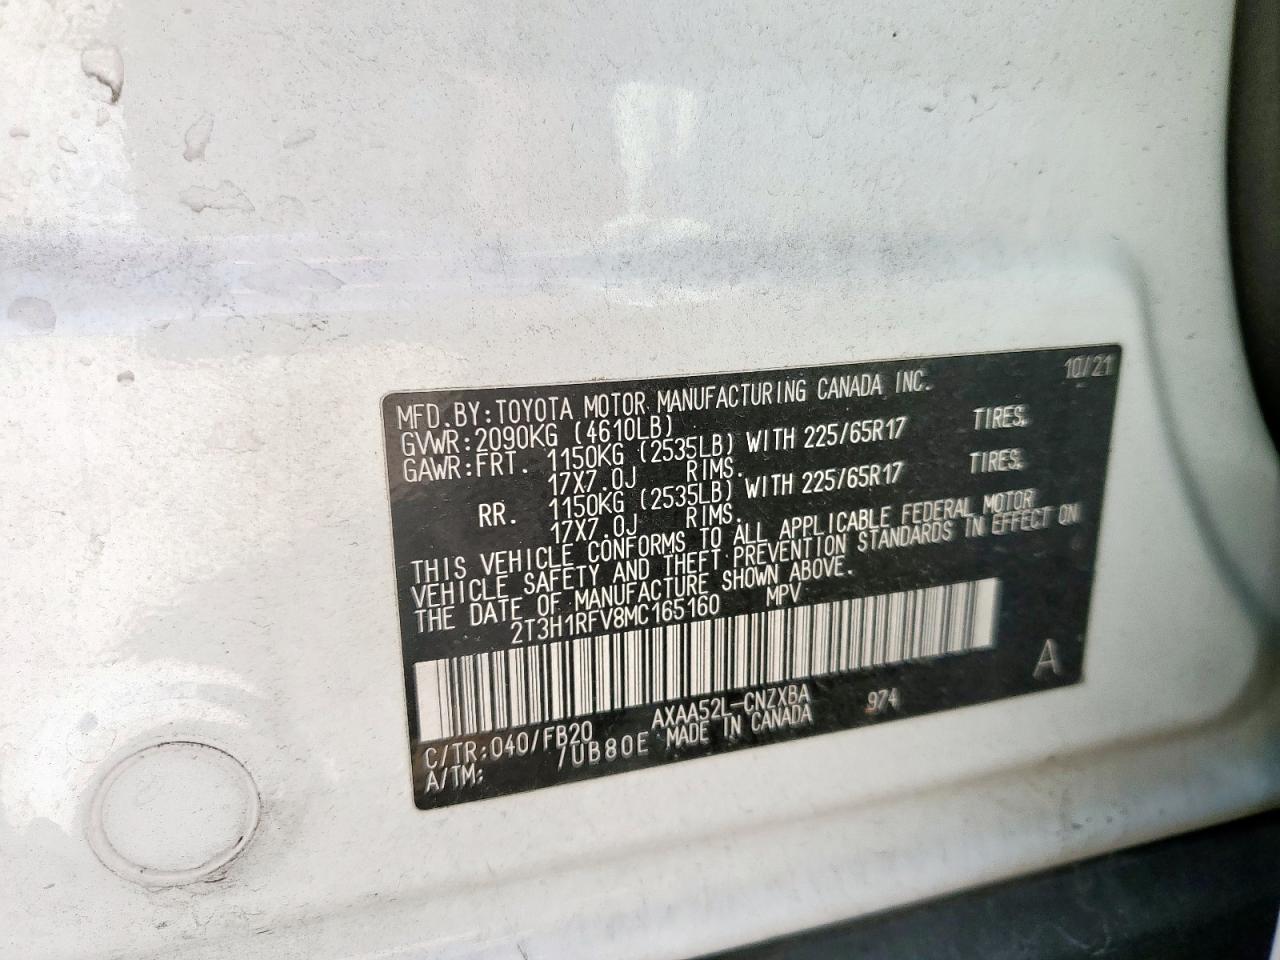 10/21
MFD.BY:TOYOTA MOTOR MANUFACTURING CANADA INC.
GVWR:2090KG (4610LB)
GAWR:FRT. 1150KG (2535LB) WITH 225/65R17 TIRES.
17X7.0J RIMS.
RR. 1150KG (2535LB) WITH 225/65R17 TIRES.
17X7.0J RIMS.
THIS VEHICLE CONFORMS TO ALL APPLICABLE FEDERAL MOTOR
VEHICLE SAFETY AND THEFT PREVENTION STANDARDS IN EFFECT ON
THE DATE OF MANUFACTURE SHOWN ABOVE.
2T3H1RFV8MC165160 MPV
A
C/TR:040/FB20 AXAA52L-CNZXBA 974
A/TM: /UB80E MADE IN CANADA